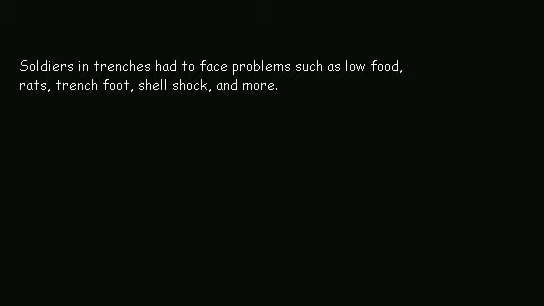 Soldiers in trenches had to face problems such as low food,
rats, trench foot, shell shock, and more.